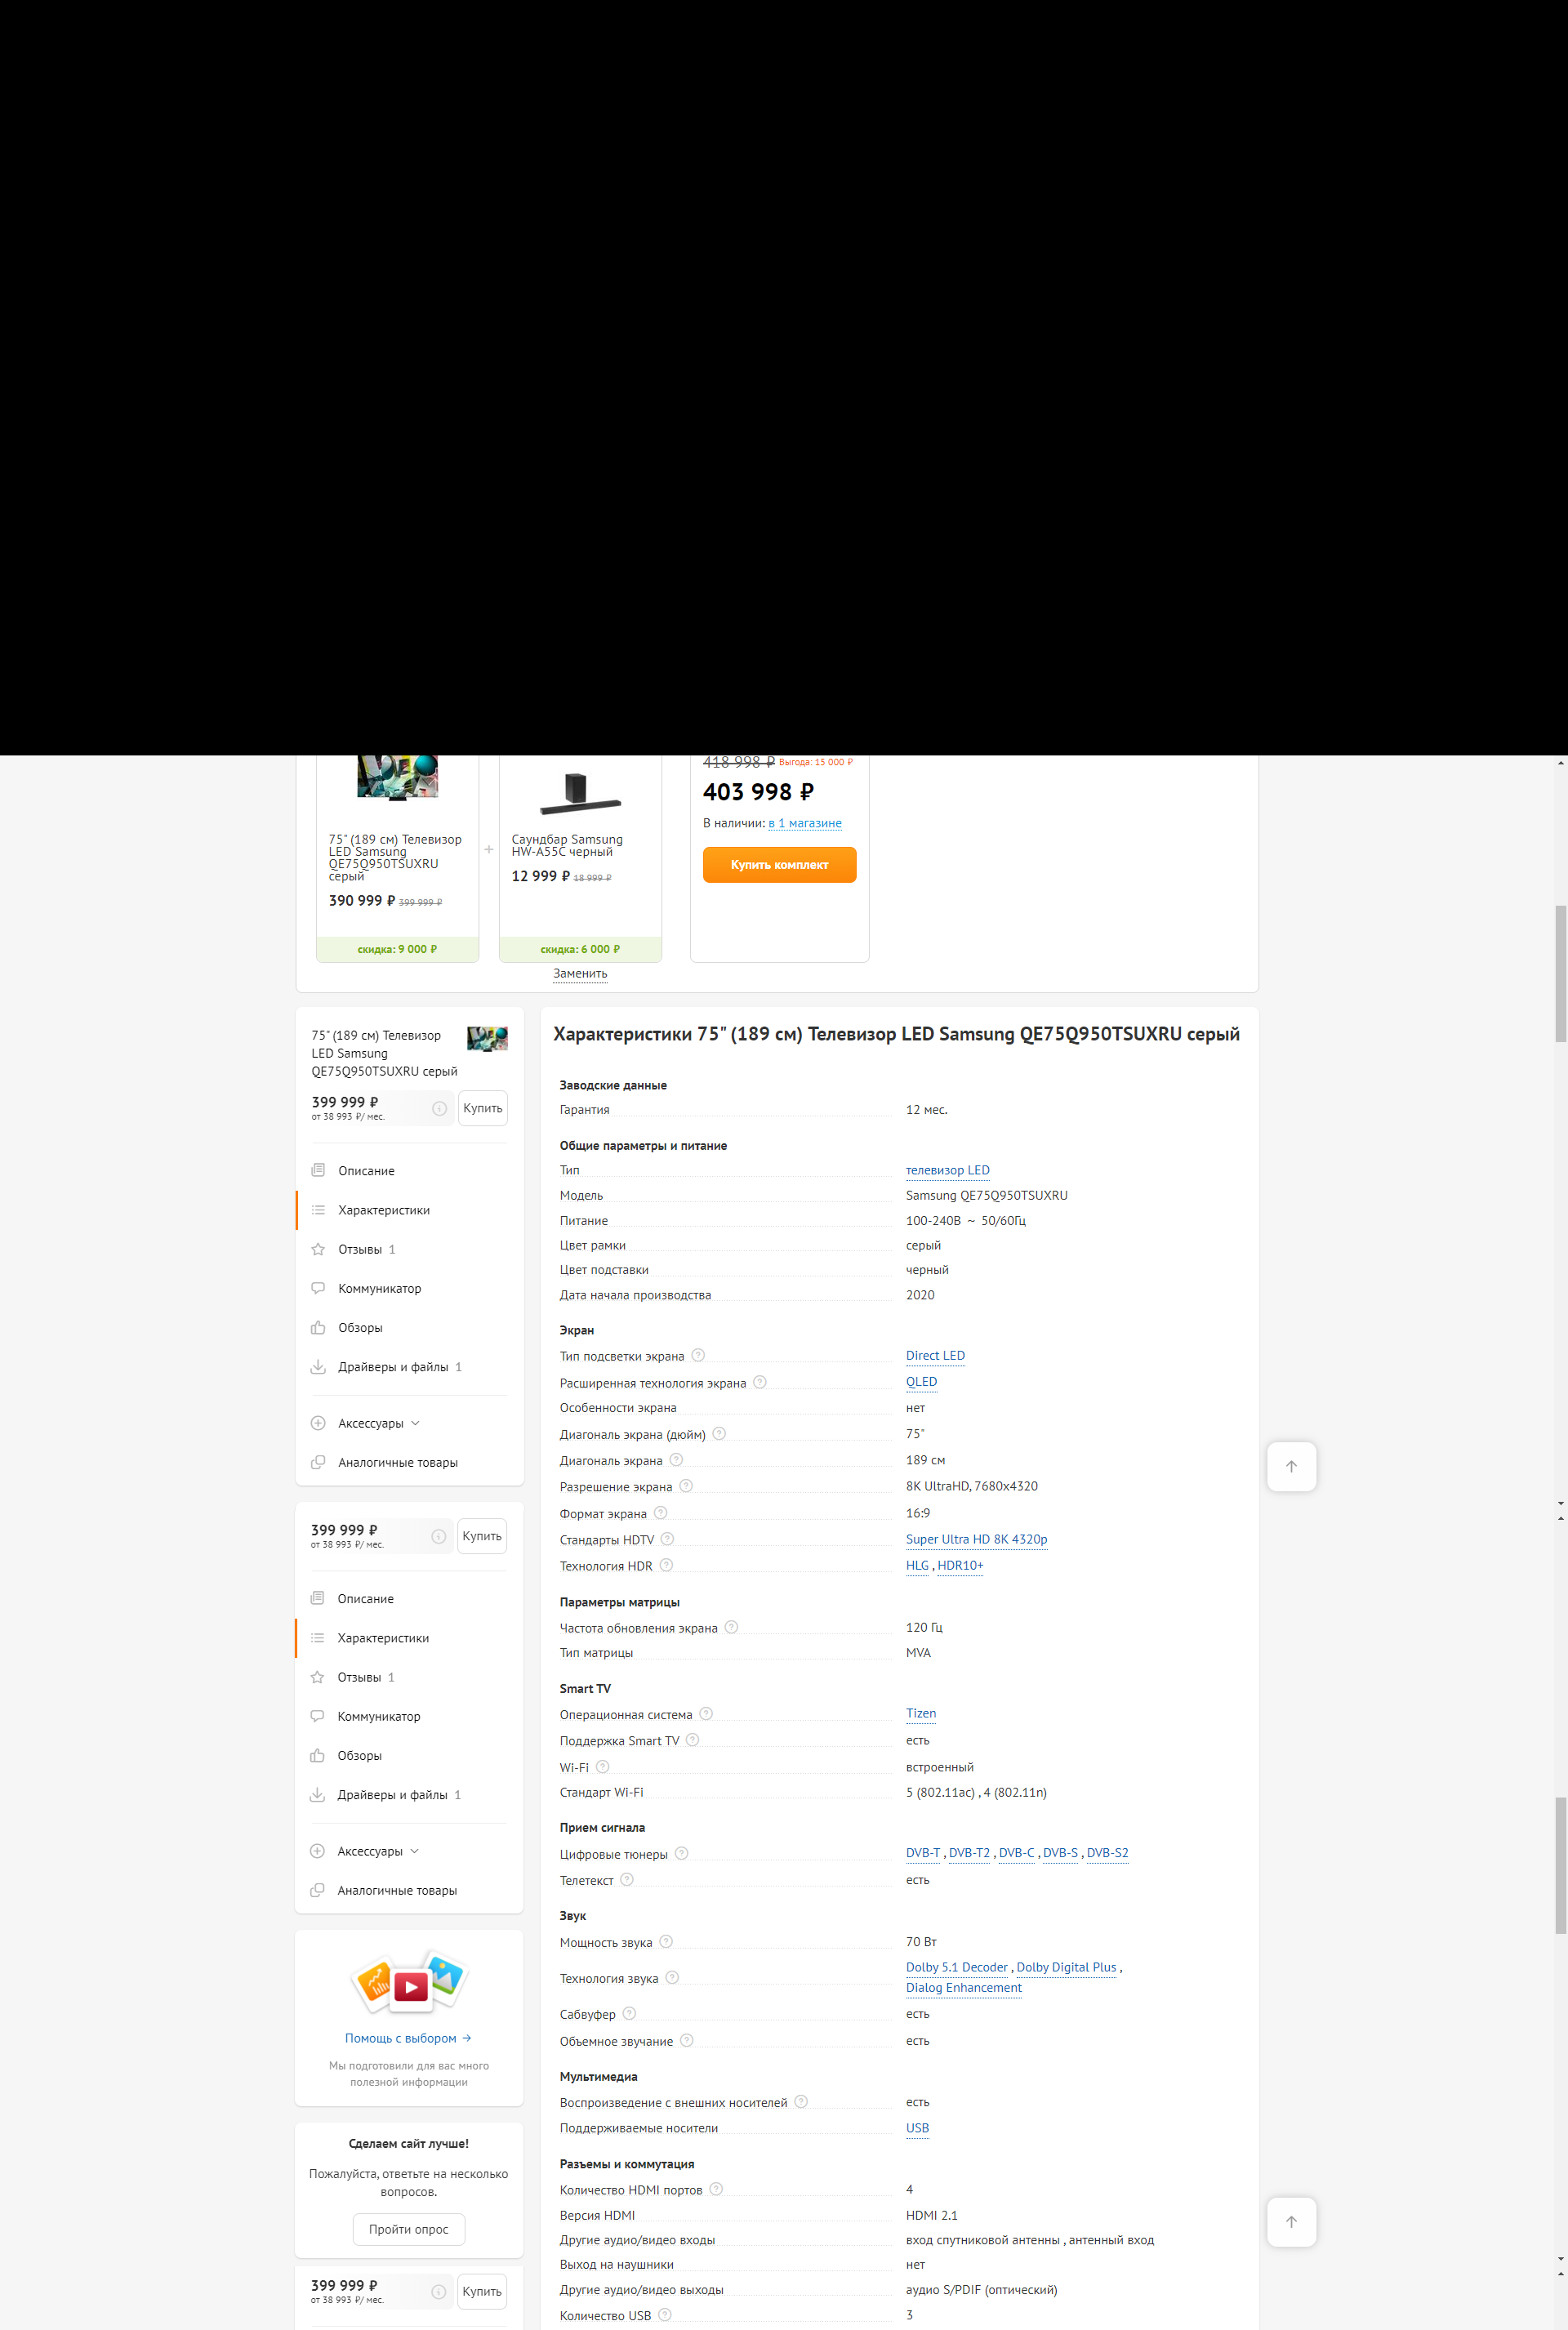 418 998 ₽ Выгода: 15 000 ₽
403 998 ₽
В наличии: в 1 магазине
Купить комплект
75" (189 см) Телевизор
LED Samsung
QE75Q950TSUXRU
серый
390 999 ₽ 399 999 ₽
скидка: 9 000 ₽
+
Саундбар Samsung
HW-A55C черный
12 999 ₽ 18 999 ₽
скидка: 6 000 ₽
Заменить
75" (189 см) Телевизор
LED Samsung
QE75Q950TSUXRU серый
399 999 ₽
от 38 993 ₽/ мес.
Купить
Описание
Характеристики
Отзывы 1
Коммуникатор
Обзоры
Драйверы и файлы 1
Аксессуары
Аналогичные товары
399 999 ₽
от 38 993 ₽/ мес.
Купить
Описание
Характеристики
Отзывы 1
Коммуникатор
Обзоры
Драйверы и файлы 1
Аксессуары
Аналогичные товары
Помощь с выбором →
Мы подготовили для вас много
полезной информации
Сделаем сайт лучше!
Пожалуйста, ответьте на несколько
вопросов.
Пройти опрос
399 999 ₽
от 38 993 ₽/ мес.
Купить
Характеристики 75" (189 см) Телевизор LED Samsung QE75Q950TSUXRU серый
Заводские данные
Гарантия 12 мес.
Общие параметры и питание
Тип телевизор LED
Модель Samsung QE75Q950TSUXRU
Питание 100-240В ~ 50/60Гц
Цвет рамки серый
Цвет подставки черный
Дата начала производства 2020
Экран
Тип подсветки экрана Direct LED
Расширенная технология экрана QLED
Особенности экрана нет
Диагональ экрана (дюйм) 75"
Диагональ экрана 189 см
Разрешение экрана 8K UltraHD, 7680x4320
Формат экрана 16:9
Стандарты HDTV Super Ultra HD 8K 4320p
Технология HDR HLG , HDR10+
Параметры матрицы
Частота обновления экрана 120 Гц
Тип матрицы MVA
Smart TV
Операционная система Tizen
Поддержка Smart TV есть
Wi-Fi встроенный
Стандарт Wi-Fi 5 (802.11ac) , 4 (802.11n)
Прием сигнала
Цифровые тюнеры DVB-T , DVB-T2 , DVB-C , DVB-S , DVB-S2
Телетекст есть
Звук
Мощность звука 70 Вт
Технология звука Dolby 5.1 Decoder , Dolby Digital Plus ,
Dialog Enhancement
Сабвуфер есть
Объемное звучание есть
Мультимедиа
Воспроизведение с внешних носителей есть
Поддерживаемые носители USB
Разъемы и коммутация
Количество HDMI портов 4
Версия HDMI HDMI 2.1
Другие аудио/видео входы вход спутниковой антенны , антенный вход
Выход на наушники нет
Другие аудио/видео выходы аудио S/PDIF (оптический)
Количество USB 3